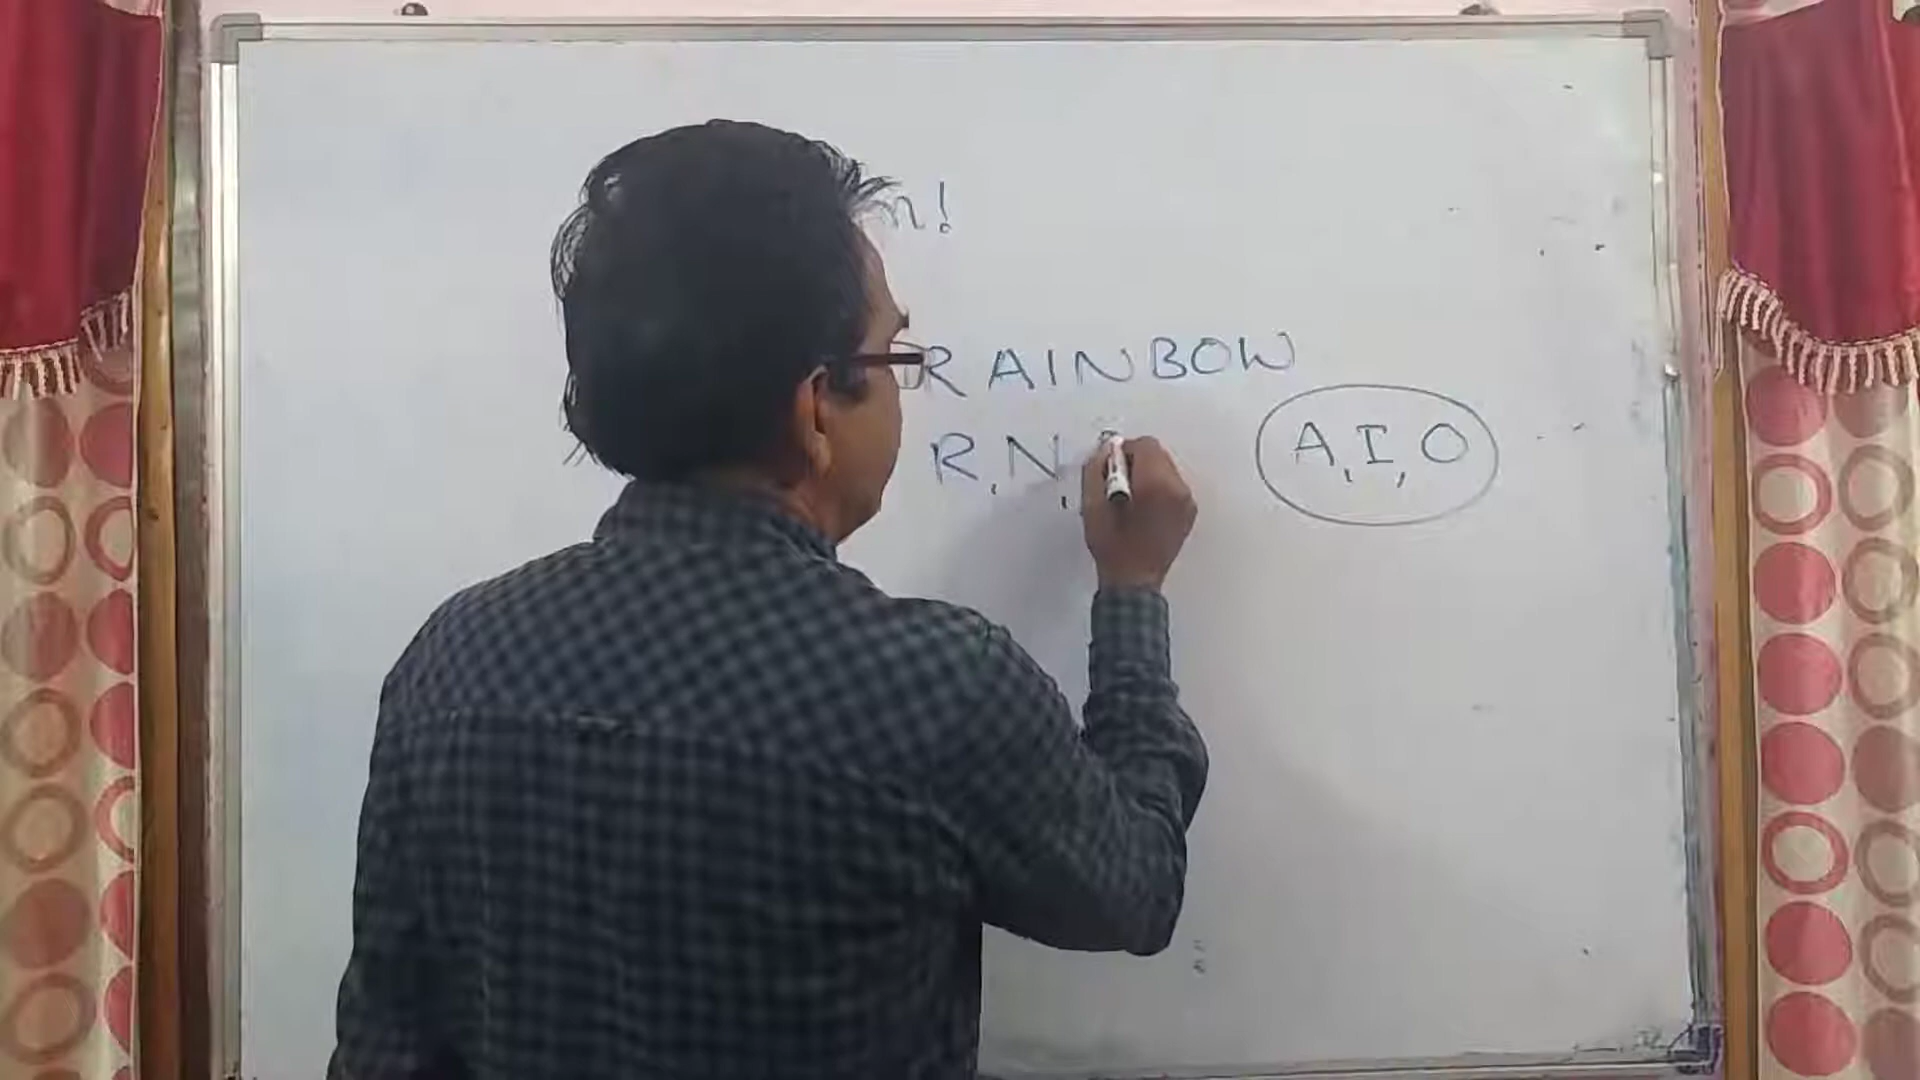 RAINBOW
R, N,
A, I, O